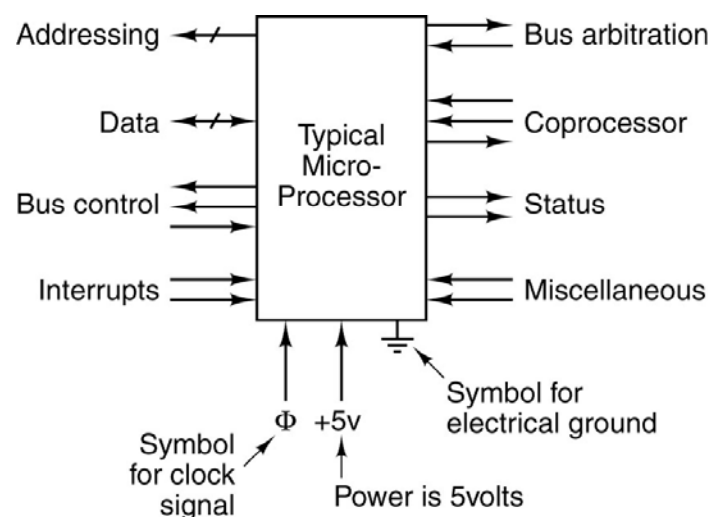 Addressing
Bus arbitration
Data
Typical
Micro-
Processor
Coprocessor
Bus control
Status
Interrupts
Miscellaneous
Φ +5v
Symbol for
electrical ground
Symbol
for clock
signal
Power is 5volts